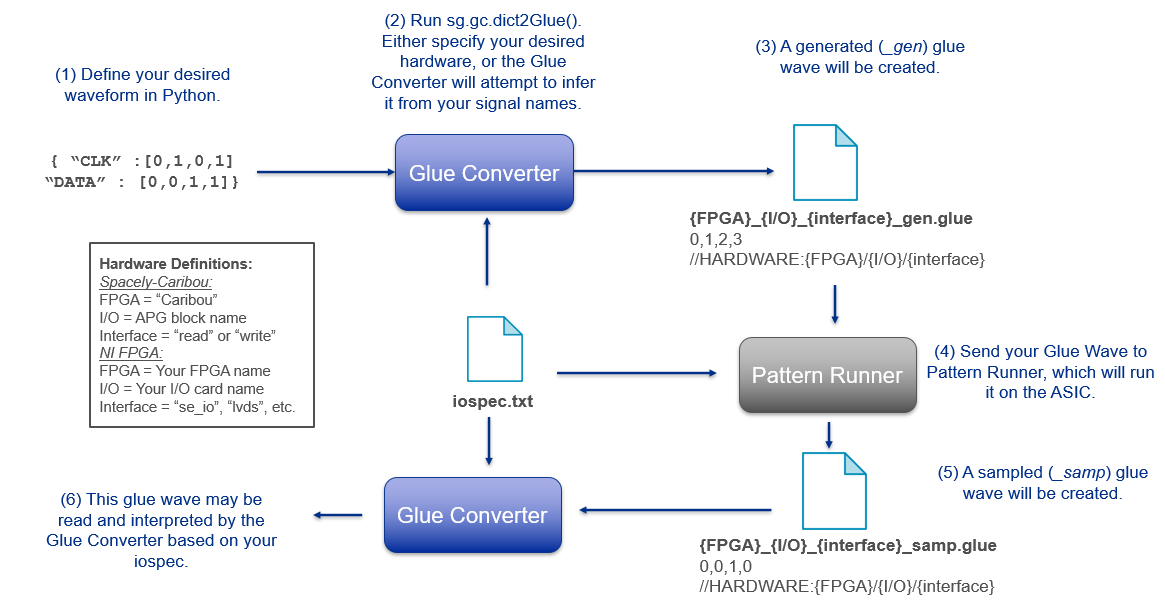 (1) Define your desired
waveform in Python.
{ “CLK” :[0,1,0,1]
“DATA” : [0,0,1,1]}
(2) Run sg.gc.dict2Glue().
Either specify your desired
hardware, or the Glue
Converter will attempt to infer
it from your signal names.
Glue Converter
(3) A generated (_gen) glue
wave will be created.
{FPGA}_{I/O}_{interface}_gen.glue
0,1,2,3
//HARDWARE:{FPGA}/{I/O}/{interface}
Hardware Definitions:
Spacely-Caribou:
FPGA = “Caribou”
I/O = APG block name
Interface = “read” or “write”
NI FPGA:
FPGA = Your FPGA name
I/O = Your I/O card name
Interface = “se_io”, “lvds”, etc.
iospec.txt
Pattern Runner
(4) Send your Glue Wave to
Pattern Runner, which will run
it on the ASIC.
(5) A sampled (_samp) glue
wave will be created.
{FPGA}_{I/O}_{interface}_samp.glue
0,0,1,0
//HARDWARE:{FPGA}/{I/O}/{interface}
Glue Converter
(6) This glue wave may be
read and interpreted by the
Glue Converter based on your
iospec.